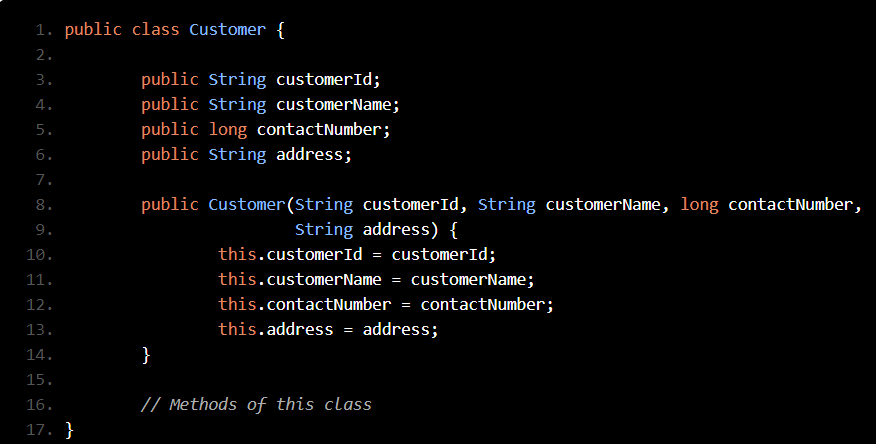 1. public class Customer {
2.
3. public String customerId;
4. public String customerName;
5. public long contactNumber;
6. public String address;
7.
8. public Customer(String customerId, String customerName, long contactNumber,
9. String address) {
10. this.customerId = customerId;
11. this.customerName = customerName;
12. this.contactNumber = contactNumber;
13. this.address = address;
14. }
15.
16. // Methods of this class
17. }